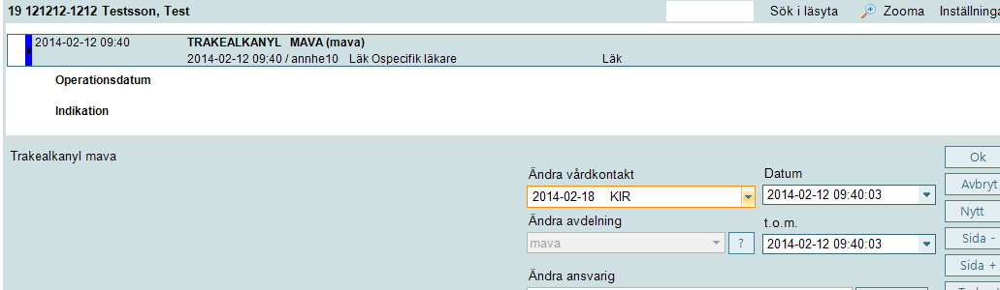 19 121212-1212 Testsson, Test Sök i läsyta Zooma
2014-02-12 09:40 TRAKEALKANYL MAVA (mava)
2014-02-12 09:40 / annhe10 Läk Ospecifik läkare Läk
Operationsdatum
Indikation
Trakealkanyl mava
Ok
Ändra vårdkontakt Datum
Avbryt
2014-02-18 KIR 2014-02-12 09:40:03
Nytt
Ändra avdelning t.o.m.
mava ? 2014-02-12 09:40:03
Sida -
Sida +
Ändra ansvarig